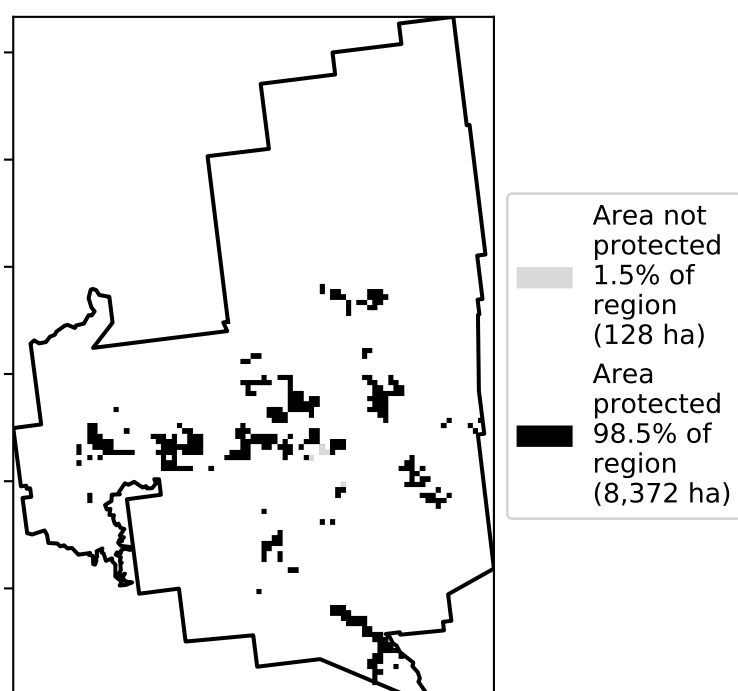 Area not
protected
1.5% of
region
(128 ha)
Area
protected
98.5% of
region
(8,372 ha)